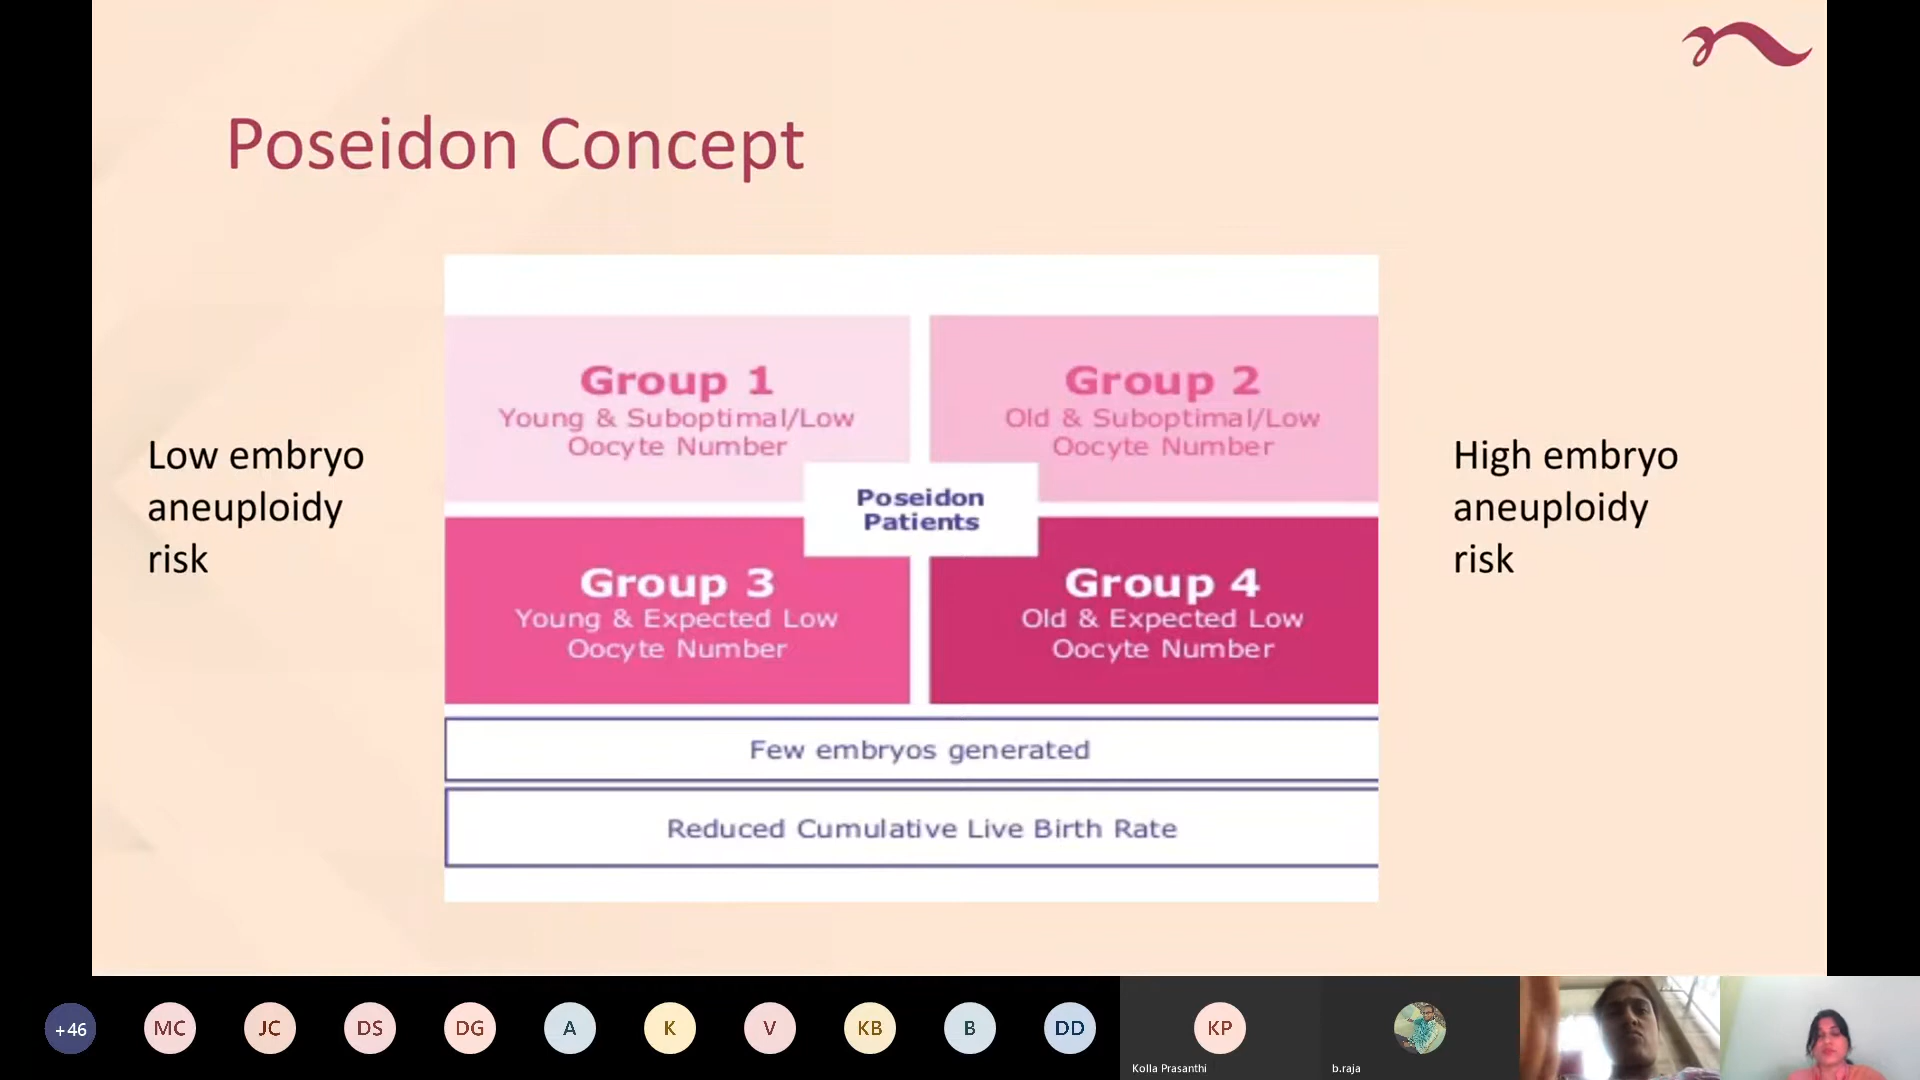 Poseidon Concept
Low embryo
aneuploidy
risk
Group 1
Young & Suboptimal/Low
Oocyte Number
Group 2
Old & Suboptimal/Low
Oocyte Number
Poseidon
Patients
Group 3
Young & Expected Low
Oocyte Number
Group 4
Old & Expected Low
Oocyte Number
Few embryos generated
Reduced Cumulative Live Birth Rate
High embryo
aneuploidy
risk
+46
MC
JC
DS
DG
A
K
V
KB
B
DD
KP
Kolla Prasanthi
b.raja